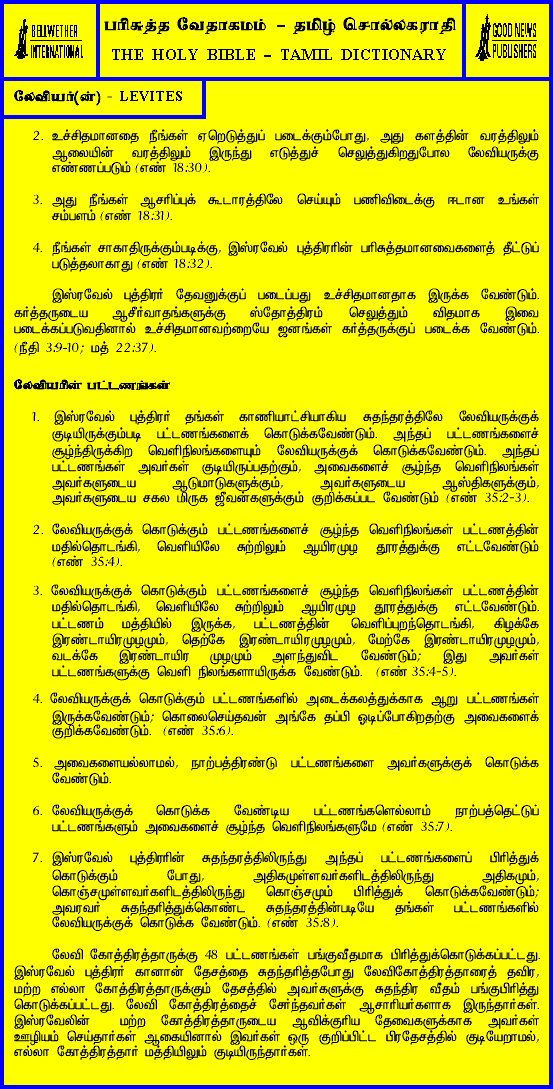 BELLWETHER
INTERNATIONAL
பரிசுத்த வேதாகமம் – தமிழ் சொல்லகராதி
THE HOLY BIBLE – TAMIL DICTIONARY
GOOD NEWS
PUBLISHERS
லேவியர்(ன்) - LEVITES
2. உச்சிதமானதை நீங்கள் ஏறெடுத்துப் படைக்கும்போது, அது களத்தின் வரத்திலும்
ஆலையின் வரத்திலும் இருந்து எடுத்துச் செலுத்துகிறதுபோல லேவியருக்கு
எண்ணப்படும் (எண் 18:30).
3. அது நீங்கள் ஆசரிப்புக் கூடாரத்திலே செய்யும் பணிவிடைக்கு ஈடான உங்கள்
சம்பளம் (எண் 18:31).
4. நீங்கள் சாகாதிருக்கும்படிக்கு, இஸ்ரவேல் புத்திரரின் பரிசுத்தமானவைகளைத் தீட்டுப்
படுத்தலாகாது (எண் 18:32).
இஸ்ரவேல் புத்திரர் தேவனுக்குப் படைப்பது உச்சிதமானதாக இருக்க வேண்டும்.
கர்த்தருடைய ஆசீர்வாதங்களுக்கு ஸ்தோத்திரம் செலுத்தும் விதமாக இவை
படைக்கப்படுவதினால் உச்சிதமானவற்றையே ஜனங்கள் கர்த்தருக்குப் படைக்க வேண்டும்.
(நீதி 3:9-10; மத் 22:37).
லேவியரின் பட்டணங்கள்
1. இஸ்ரவேல் புத்திரர் தங்கள் காணியாட்சியாகிய சுதந்தரத்திலே லேவியருக்குக்
குடியிருக்கும்படி பட்டணங்களைக் கொடுக்கவேண்டும். அந்தப் பட்டணங்களைச்
சூழ்ந்திருக்கிற வெளிநிலங்களையும் லேவியருக்குக் கொடுக்கவேண்டும். அந்தப்
பட்டணங்கள் அவர்கள் குடியிருப்பதற்கும், அவைகளைச் சூழ்ந்த வெளிநிலங்கள்
அவர்களுடைய ஆடுமாடுகளுக்கும், அவர்களுடைய ஆஸ்திகளுக்கும்,
அவர்களுடைய சகல மிருக ஜீவன்களுக்கும் குறிக்கப்பட வேண்டும் (எண் 35:2-3).
2. லேவியருக்குக் கொடுக்கும் பட்டணங்களைச் சூழ்ந்த வெளிநிலங்கள் பட்டணத்தின்
மதில்தொடங்கி, வெளியிலே சுற்றிலும் ஆயிரமுழ தூரத்துக்கு எட்டவேண்டும்
(எண் 35:4).
3. லேவியருக்குக் கொடுக்கும் பட்டணங்களைச் சூழ்ந்த வெளிநிலங்கள் பட்டணத்தின்
மதில்தொடங்கி, வெளியிலே சுற்றிலும் ஆயிரமுழ தூரத்துக்கு எட்டவேண்டும்.
பட்டணம் மத்தியில் இருக்க, பட்டணத்தின் வெளிப்புறந்தொடங்கி, கிழக்கே
இரண்டாயிரமுழமும், தெற்கே இரண்டாயிரமுழமும், மேற்கே இரண்டாயிரமுழமும்,
வடக்கே இரண்டாயிர முழமும் அளந்துவிட வேண்டும்; இது அவர்கள்
பட்டணங்களுக்கு வெளி நிலங்களாயிருக்க வேண்டும். (எண் 35:4-5).
4. லேவியருக்குக் கொடுக்கும் பட்டணங்களில் அடைக்கலத்துக்காக ஆறு பட்டணங்கள்
இருக்கவேண்டும்; கொலைசெய்தவன் அங்கே தப்பி ஓடிப்போகிறதற்கு அவைகளைக்
குறிக்கவேண்டும். (எண் 35:6).
5. அவைகளையல்லாமல், நாற்பத்திரண்டு பட்டணங்களை அவர்களுக்குக் கொடுக்க
வேண்டும்.
6. லேவியருக்குக் கொடுக்க வேண்டிய பட்டணங்களெல்லாம் நாற்பத்தெட்டுப்
பட்டணங்களும் அவைகளைச் சூழ்ந்த வெளிநிலங்களுமே (எண் 35:7).
7. இஸ்ரவேல் புத்திரரின் சுதந்தரத்திலிருந்து அந்தப் பட்டணங்களைப் பிரித்துக்
கொடுக்கும் போது, அதிகமுள்ளவர்களிடத்திலிருந்து அதிகமும்,
கொஞ்சமுள்ளவர்களிடத்திலிருந்து கொஞ்சமும் பிரித்துக் கொடுக்கவேண்டும்;
அவரவர் சுதந்தரித்துக்கொண்ட சுதந்தரத்தின்படியே தங்கள் பட்டணங்களில்
லேவியருக்குக் கொடுக்க வேண்டும். (எண் 35:8).
லேவி கோத்திரத்தாருக்கு 48 பட்டணங்கள் பங்குவீதமாக பிரித்துக்கொடுக்கப்பட்டது.
இஸ்ரவேல் புத்திரர் கானான் தேசத்தை சுதந்தரித்தபோது லேவிகோத்திரத்தாரைத் தவிர,
மற்ற எல்லா கோத்திரத்தாருக்கும் தேசத்தில் அவர்களுக்கு சுதந்திர வீதம் பங்குபிரித்து
கொடுக்கப்பட்டது. லேவி கோத்திரத்தைச் சேர்ந்தவர்கள் ஆசாரியர்களாக இருந்தார்கள்.
இஸ்ரவேலின் மற்ற கோத்திரத்தாருடைய ஆவிக்குரிய தேவைகளுக்காக அவர்கள்
ஊழியம் செய்தார்கள் ஆகையினால் இவர்கள் ஒரு குறிப்பிட்ட பிரதேசத்தில் குடியேறாமல்,
எல்லா கோத்திரத்தார் மத்தியிலும் குடியிருந்தார்கள்.